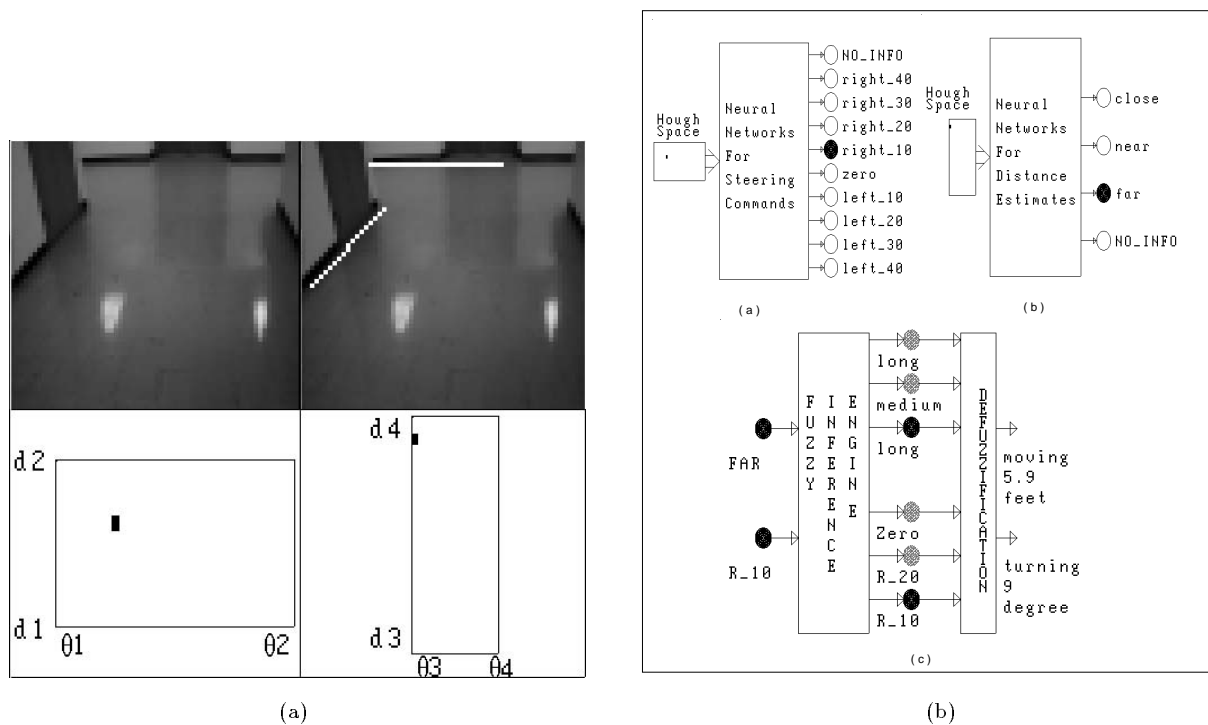 d2
d1
θ1
θ2
d4
d3
θ3
θ4
(a)
Hough
Space
Neural
Networks
For
Steering
Commands
NO_INFO
right_40
right_30
right_20
right_10
zero
left_10
left_20
left_30
left_40
(a)
Hough
Space
Neural
Networks
For
Distance
Estimates
close
near
far
NO_INFO
(b)
FAR
R_10
FUZZY
INFERENCE
ENGINE
long
medium
long
Zero
R_20
R_10
DEFUZZIFICATION
moving
5.9
feet
turning
9
degree
(c)
(b)